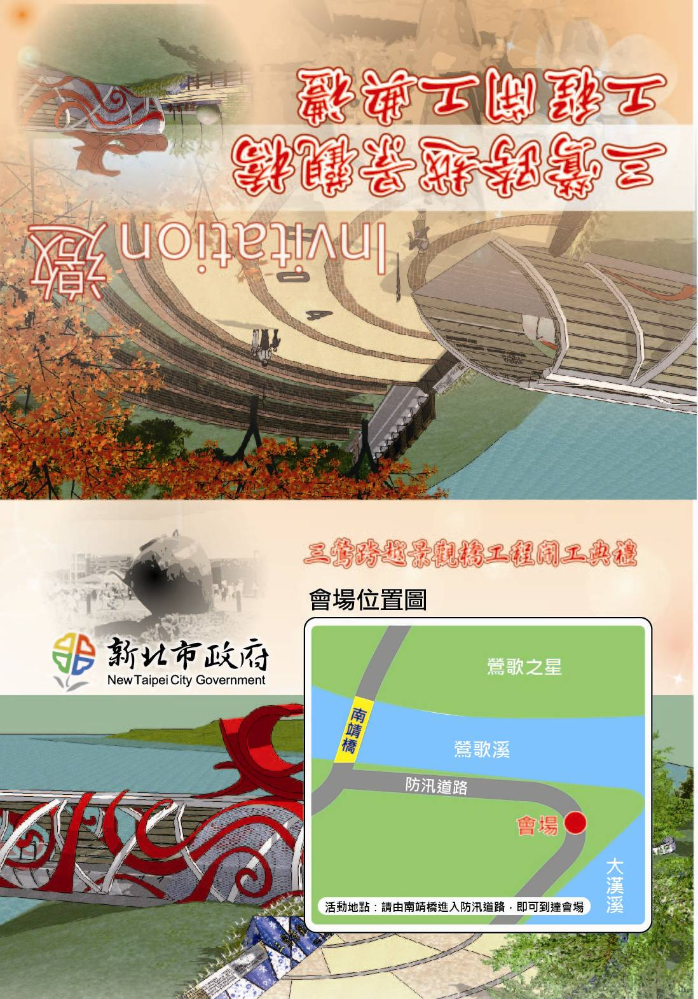 三鶯跨越景觀橋
工程開工典禮
邀 Invitation
三鶯跨越景觀橋工程開工典禮
會場位置圖
新北市政府
New Taipei City Government
鶯歌之星
南靖橋
鶯歌溪
防汛道路
會場
大漢溪
活動地點：請由南靖橋進入防汛道路，即可到達會場